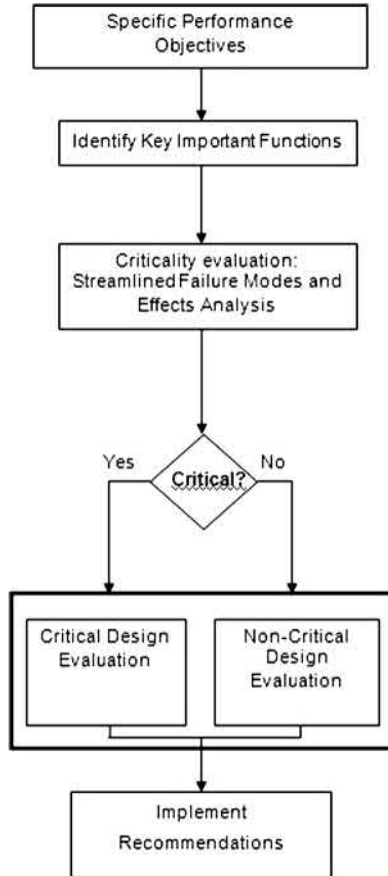 Specific Performance
Objectives
Identify Key Important Functions
Criticality evaluation:
Streamlined Failure Modes and
Effects Analysis
Yes
No
Critical?
Critical Design
Evaluation
Non-Critical
Design
Evaluation
Implement
Recommendations